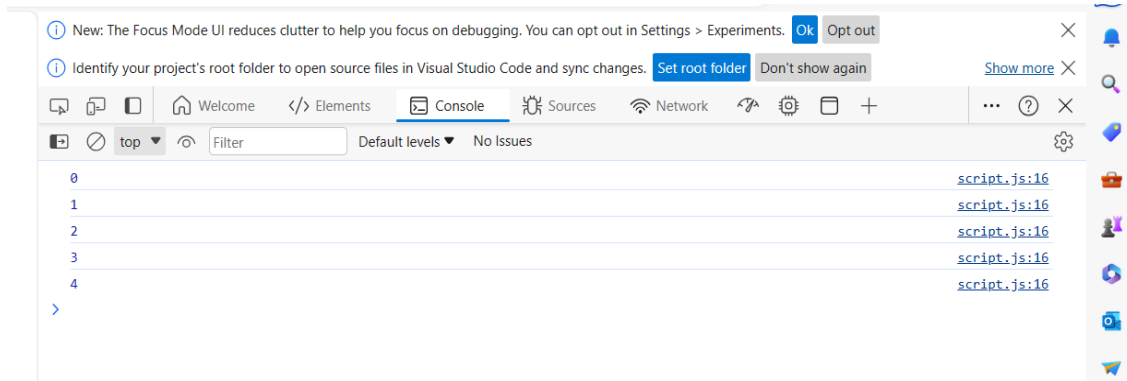 New: The Focus Mode UI reduces clutter to help you focus on debugging. You can opt out in Settings > Experiments. Ok Opt out
Identify your project's root folder to open source files in Visual Studio Code and sync changes. Set root folder Don't show again Show more
Welcome Elements Console Sources Network
top Filter Default levels No Issues
0 script.js:16
1 script.js:16
2 script.js:16
3 script.js:16
4 script.js:16